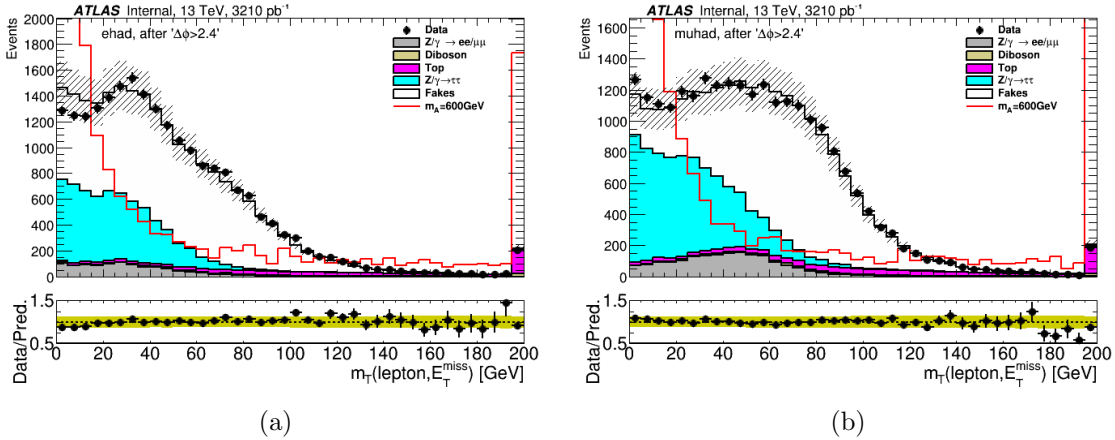 ATLAS Internal, 13 TeV, 3210 pb⁻¹
Events
ehad, after 'Δϕ>2.4'
Data
Z/γ → ee/μμ
Diboson
Top
Z/γ→ττ
Fakes
m_A=600GeV
2000
1800
1600
1400
1200
1000
800
600
400
200
0
Data/Pred.
1.5
1
0.5
0 20 40 60 80 100 120 140 160 180 200
m_T(lepton,E_T^miss) [GeV]
(a)
ATLAS Internal, 13 TeV, 3210 pb⁻¹
Events
muhad, after 'Δϕ>2.4'
Data
Z/γ → ee/μμ
Diboson
Top
Z/γ→ττ
Fakes
m_A=600GeV
1600
1400
1200
1000
800
600
400
200
0
Data/Pred.
1.5
1
0.5
0 20 40 60 80 100 120 140 160 180 200
m_T(lepton,E_T^miss) [GeV]
(b)